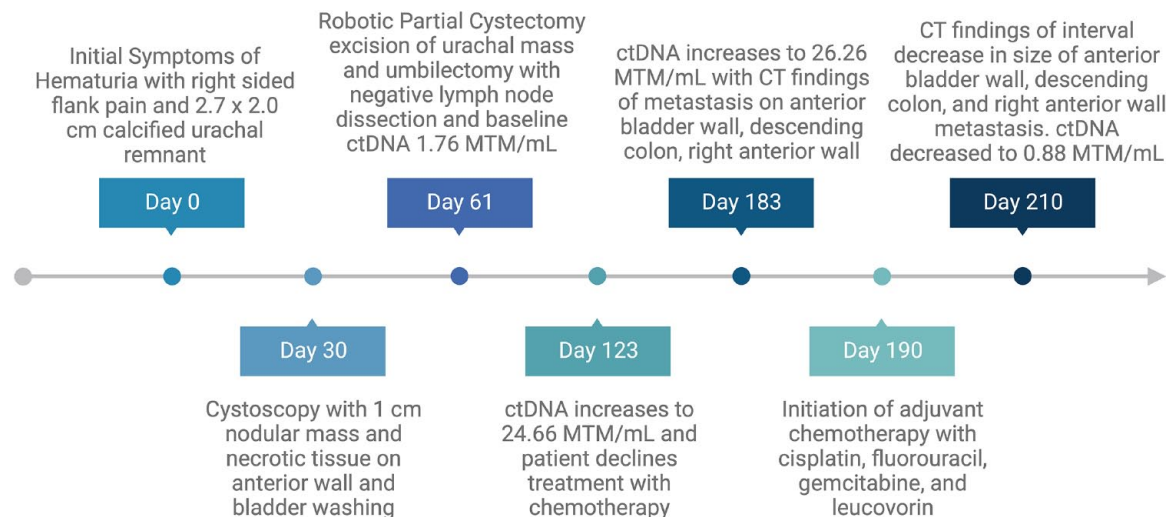 Initial Symptoms of
Hematuria with right sided
flank pain and 2.7 x 2.0
cm calcified urachal
remnant
Day 0
Cystoscopy with 1 cm
nodular mass and
necrotic tissue on
anterior wall and
bladder washing
Day 30
Robotic Partial Cystectomy
excision of urachal mass
and umbilectomy with
negative lymph node
dissection and baseline
ctDNA 1.76 MTM/mL
Day 61
Day 123
ctDNA increases to
24.66 MTM/mL and
patient declines
treatment with
chemotherapy
ctDNA increases to 26.26
MTM/mL with CT findings
of metastasis on anterior
bladder wall, descending
colon, right anterior wall
Day 183
Day 190
Initiation of adjuvant
chemotherapy with
cisplatin, fluorouracil,
gemcitabine, and
leucovorin
CT findings of interval
decrease in size of anterior
bladder wall, descending
colon, and right anterior wall
metastasis. ctDNA
decreased to 0.88 MTM/mL
Day 210